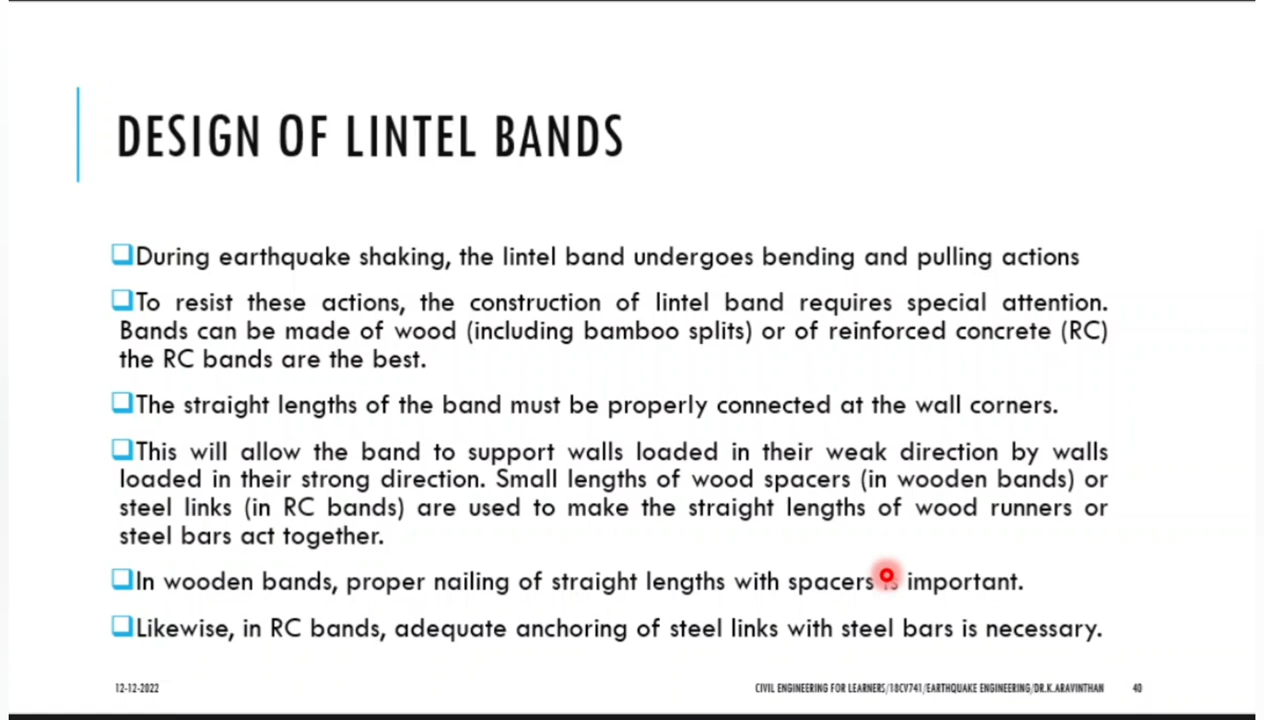 DESIGN OF LINTEL BANDS
During earthquake shaking, the lintel band undergoes bending and pulling actions
To resist these actions, the construction of lintel band requires special attention.
Bands can be made of wood (including bamboo splits) or of reinforced concrete (RC)
the RC bands are the best.
The straight lengths of the band must be properly connected at the wall corners.
This will allow the band to support walls loaded in their weak direction by walls
loaded in their strong direction. Small lengths of wood spacers (in wooden bands) or
steel links (in RC bands) are used to make the straight lengths of wood runners or
steel bars act together.
In wooden bands, proper nailing of straight lengths with spacers is important.
Likewise, in RC bands, adequate anchoring of steel links with steel bars is necessary.
12-12-2022 CIVIL ENGINEERING FOR LEARNERS/18CV741/EARTHQUAKE ENGINEERING/DR.K.ARAVINTHAN 40